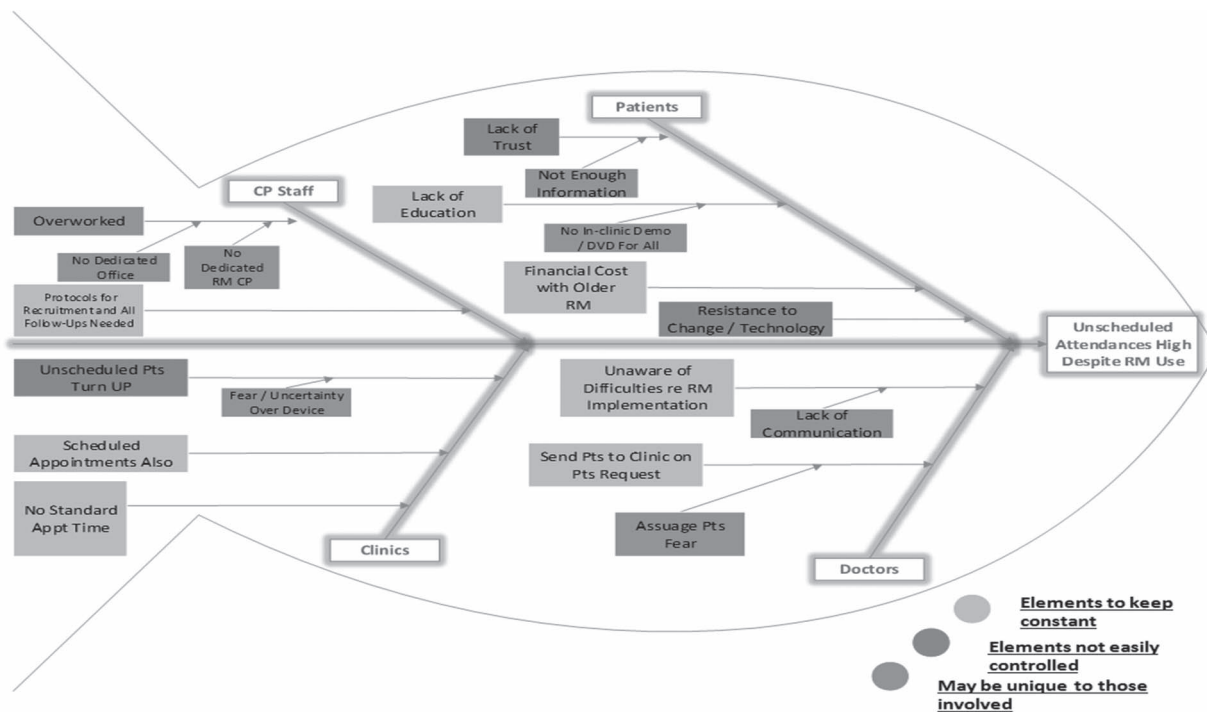 Patients
Lack of
Trust
Not Enough
Information
CP Staff
Lack of
Education
Overworked
No In-clinic Demo
/ DVD For All
No Dedicated
Office
No
Dedicated
RM CP
Financial Cost
with Older
RM
Protocols for
Recruitment and All
Follow-Ups Needed
Resistance to
Change / Technology
Unscheduled
Attendances High
Despite RM Use
Unscheduled Pts
Turn UP
Fear / Uncertainty
Over Device
Unaware of
Difficulties re RM
Implementation
Lack of
Communication
Scheduled
Appointments Also
Send Pts to Clinic on
Pts Request
No Standard
Appt Time
Assuage Pts
Fear
Clinics
Doctors
Elements to keep
constant
Elements not easily
controlled
May be unique to those
involved